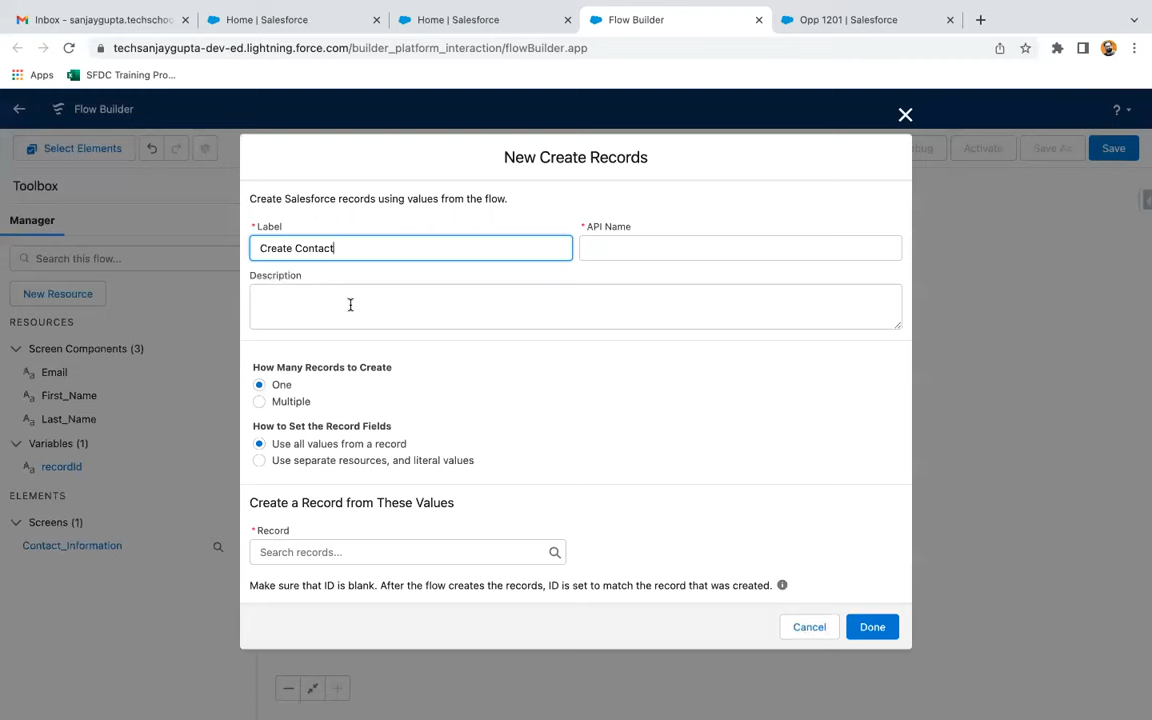 Inbox - sanjaygupta.techschoo
Home | Salesforce
Home | Salesforce
Flow Builder
Opp 1201 | Salesforce
techsanjaygupta-dev-ed.lightning.force.com/builder_platform_interaction/flowBuilder.app
Apps
SFDC Training Pro...
Flow Builder
?
Select Elements
bug
Activate
Save As
Save
Toolbox
Manager
Search this flow...
New Resource
RESOURCES
Screen Components (3)
Email
First_Name
Last_Name
Variables (1)
recordId
ELEMENTS
Screens (1)
Contact_Information
New Create Records
Create Salesforce records using values from the flow.
* Label
* API Name
Create Contact
Description
How Many Records to Create
One
Multiple
How to Set the Record Fields
Use all values from a record
Use separate resources, and literal values
Create a Record from These Values
* Record
Search records...
Make sure that ID is blank. After the flow creates the records, ID is set to match the record that was created.
Cancel
Done